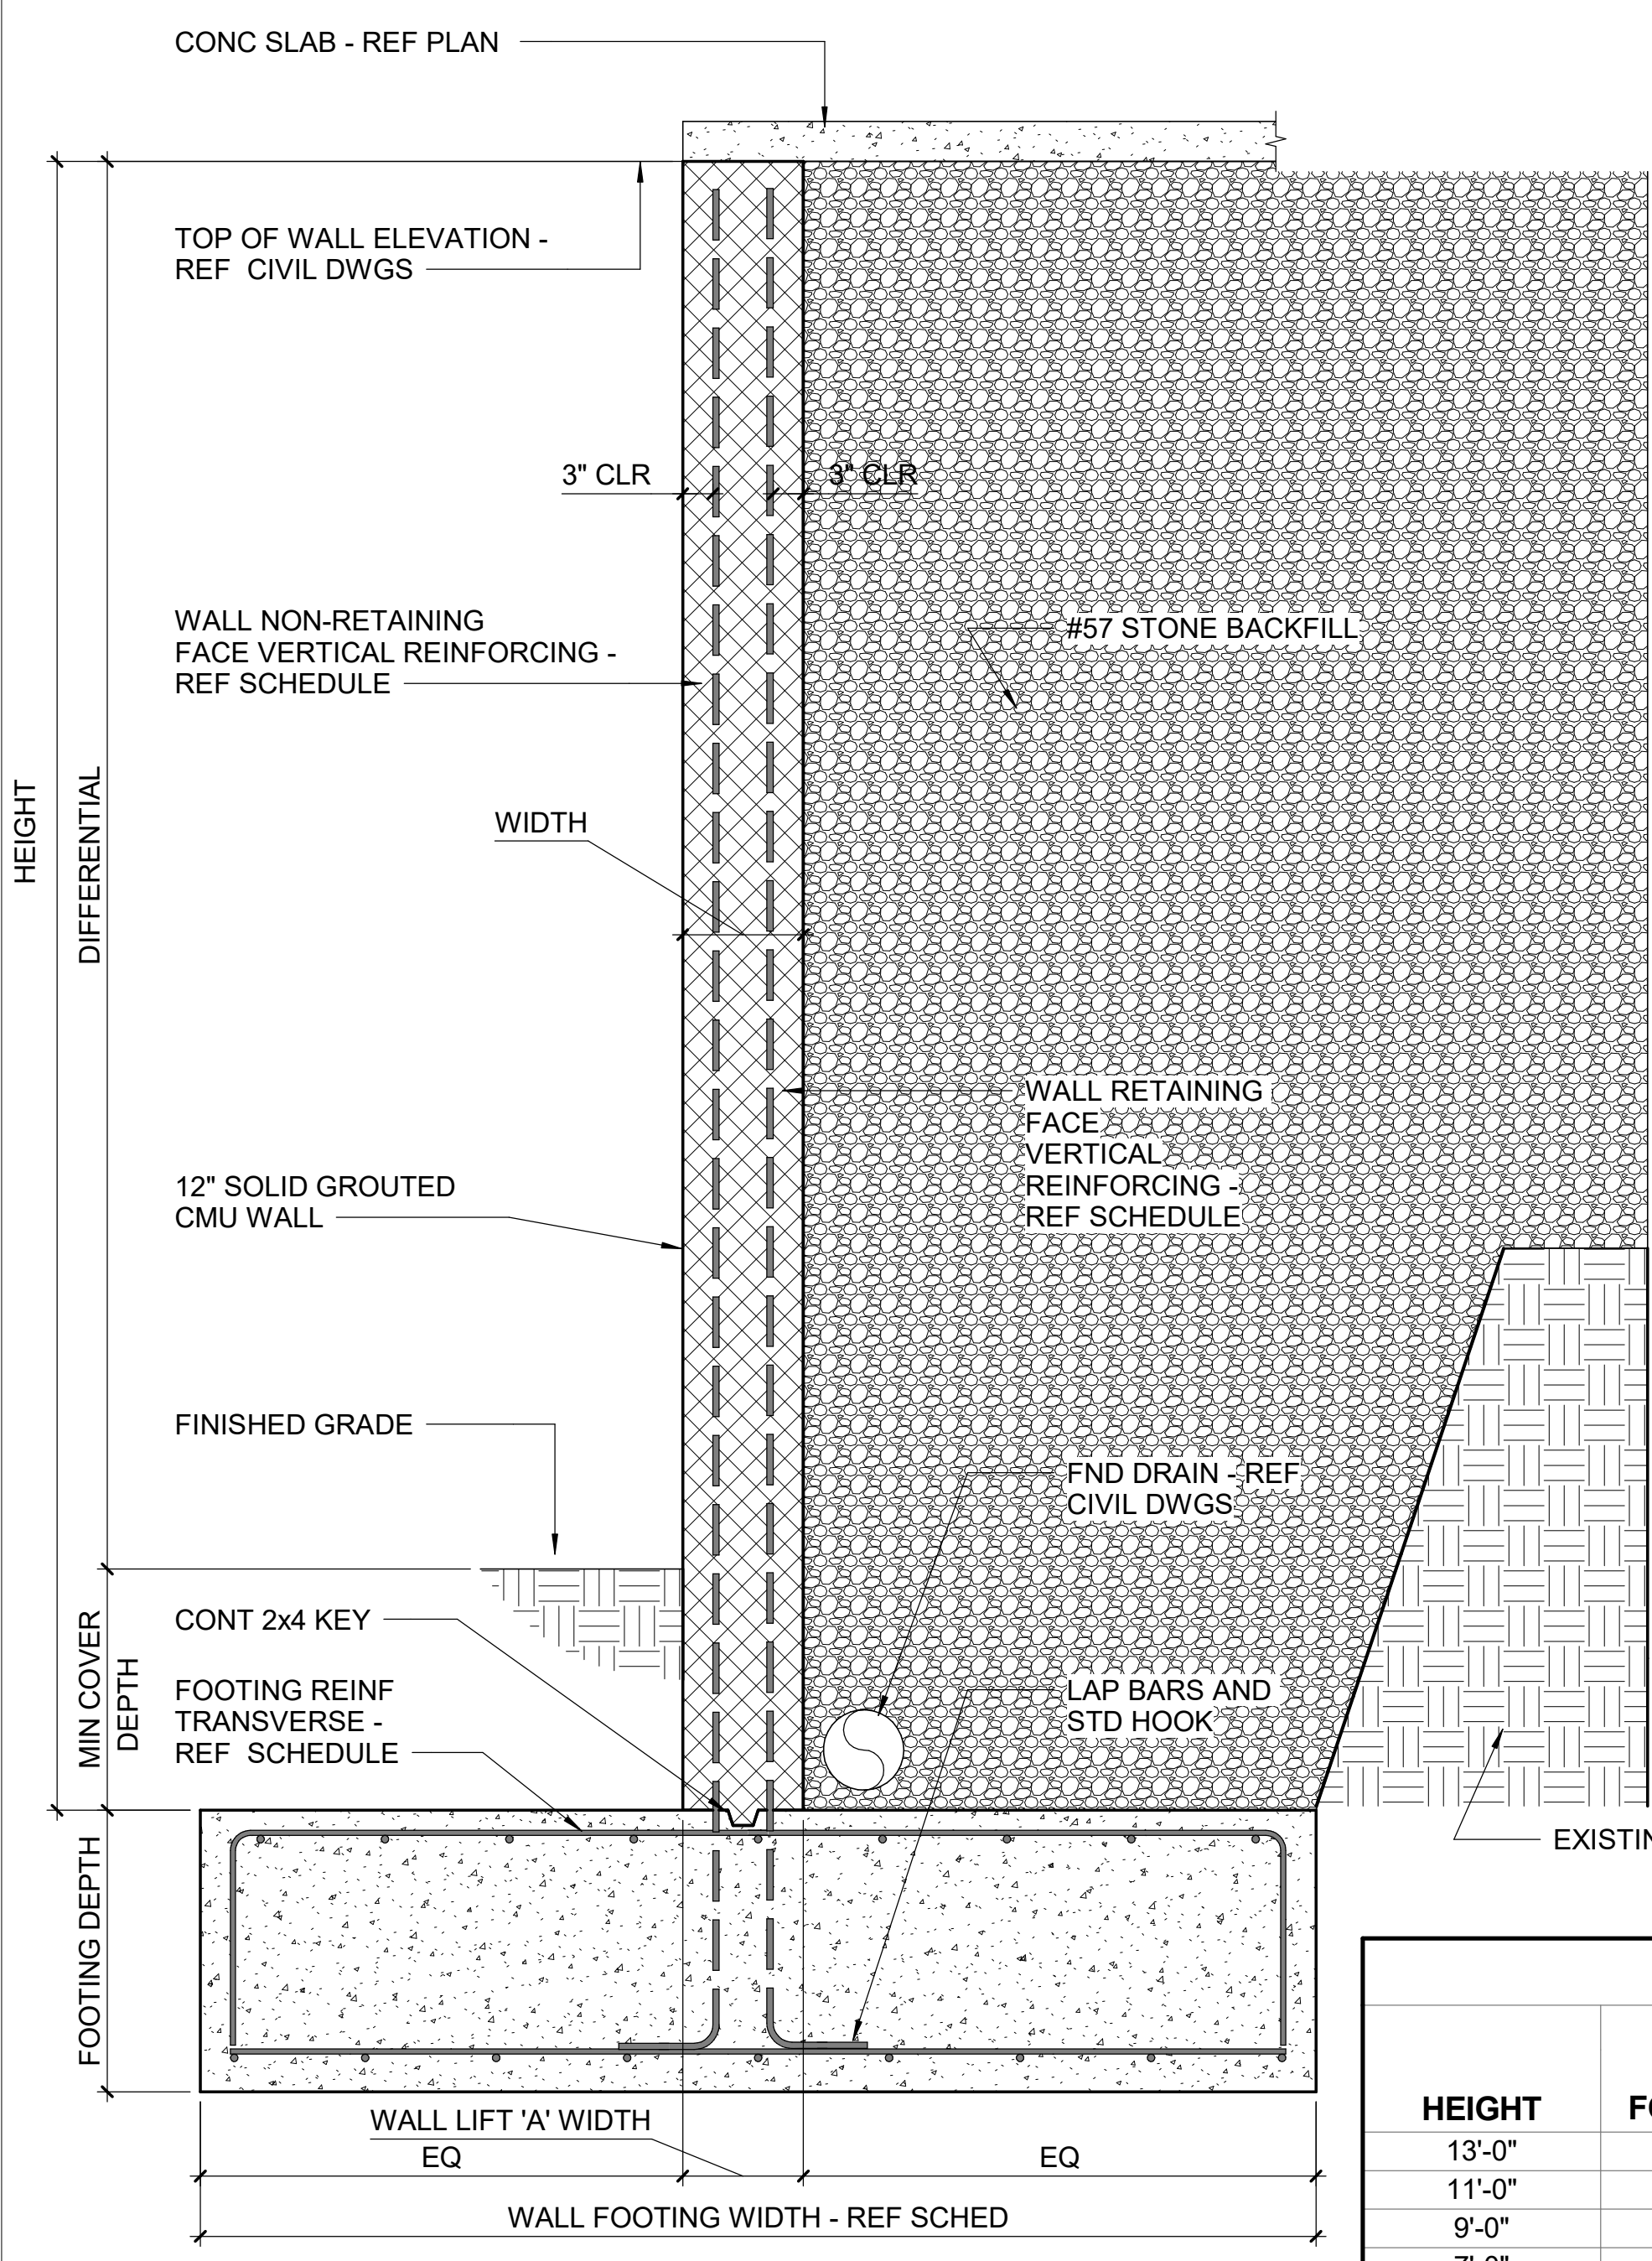 CONC SLAB - REF PLAN
TOP OF WALL ELEVATION -
REF CIVIL DWGS
3" CLR
3" CLR
WALL NON-RETAINING
FACE VERTICAL REINFORCING -
REF SCHEDULE
#57 STONE BACKFILL
HEIGHT
DIFFERENTIAL
WIDTH
WALL RETAINING
FACE
VERTICAL
REINFORCING -
REF SCHEDULE
12" SOLID GROUTED
CMU WALL
FINISHED GRADE
FND DRAIN - REF
CIVIL DWGS
MIN COVER
DEPTH
CONT 2x4 KEY
FOOTING REINF
TRANSVERSE -
REF SCHEDULE
LAP BARS AND
STD HOOK
EXISTIN
FOOTING DEPTH
WALL LIFT 'A' WIDTH
EQ
EQ
WALL FOOTING WIDTH - REF SCHED
HEIGHT
13'-0"
11'-0"
9'-0"